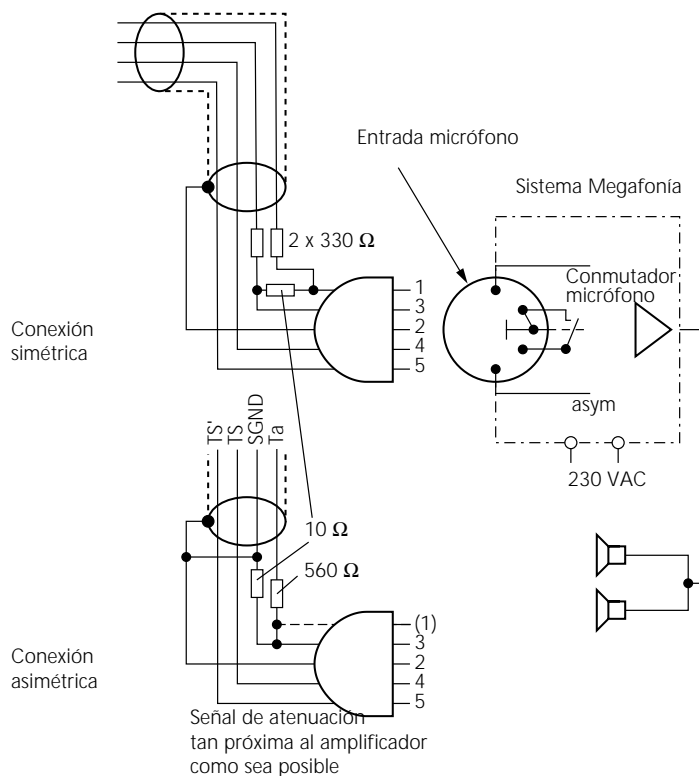 Entrada micrófono
Sistema Megafonía
2 x 330 Ω
1
3
2
4
5
Conmutador
micrófono
Conexión
simétrica
asym
TS'
TS
SGND
Ta
230 VAC
10 Ω
560 Ω
(1)
3
2
4
5
Conexión
asimétrica
Señal de atenuación
tan próxima al amplificador
como sea posible